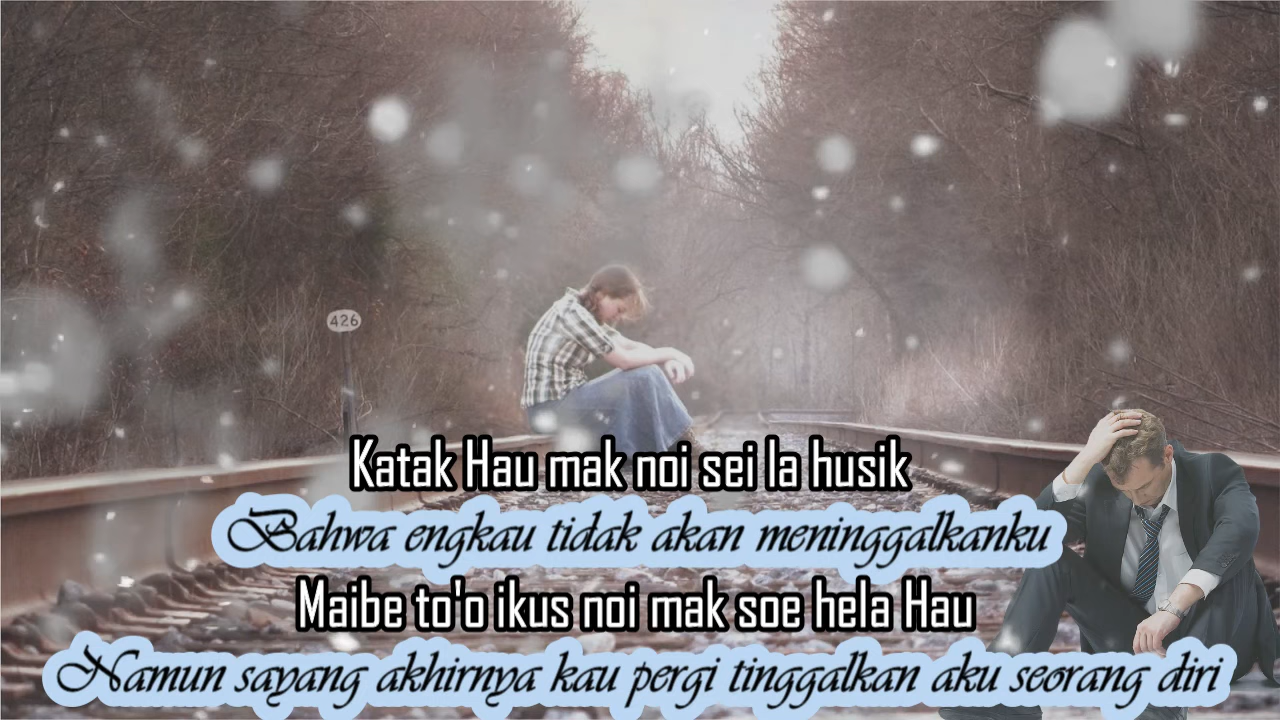 426
Katak Hau mak noi sei la husik
Bahwa engkau tidak akan meninggalkanku
Maibe to'o ikus noi mak soe hela Hau
Namun sayang akhirnya kau pergi tinggalkan aku seorang diri